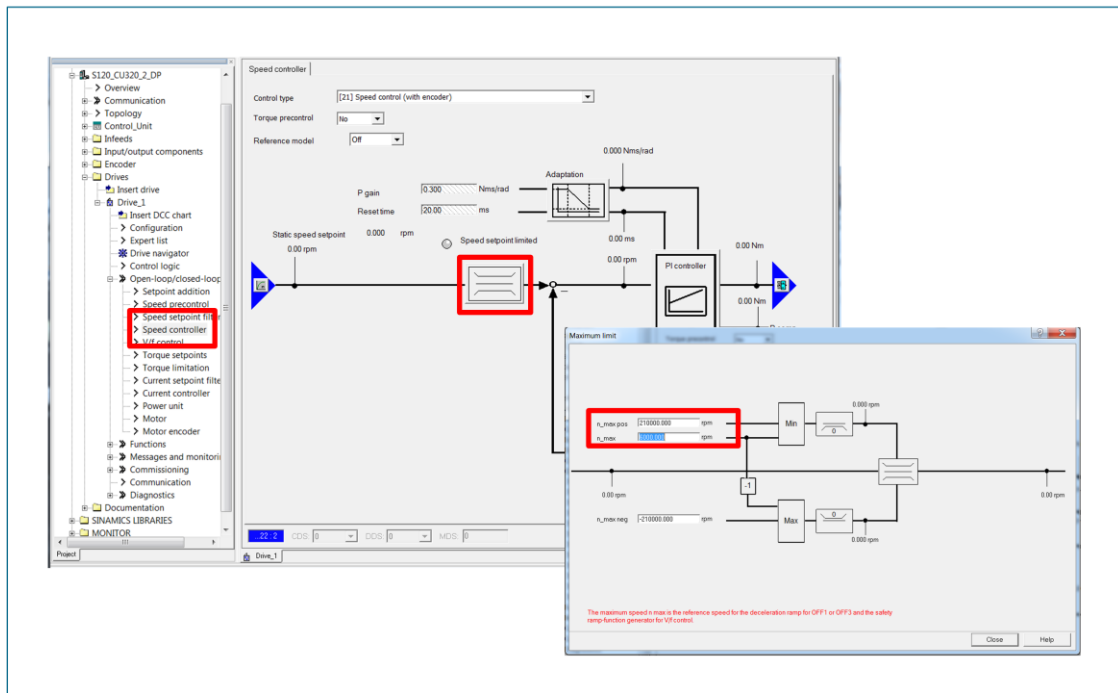 S120_CU320_2_DP
Overview
Communication
Topology
Control_Unit
Infeeds
Input/output components
Encoder
Drives
Insert drive
Drive_1
Insert DCC chart
Configuration
Expert list
Drive navigator
Control logic
Open-loop/closed-loop
Setpoint addition
Speed precontrol
Speed setpoint filte
Speed controller
V/f control
Torque setpoints
Torque limitation
Current setpoint filte
Current controller
Power unit
Motor
Motor encoder
Functions
Messages and monitori
Commissioning
Communication
Diagnostics
Documentation
SINAMICS LIBRARIES
MONITOR
Project
Speed controller
Control type [21] Speed control (with encoder)
Torque precontrol No
Reference model Off
0.000 Nms/rad
Adaptation
P gain 0.300 Nms/rad
Reset time 20.00 ms
Static speed setpoint 0.000 rpm
0.00 rpm
Speed setpoint limited
0.00 ms
0.00 rpm
0.00 Nm
PI controller
0.00 Nm
..22:2 CDS: 0 DDS: 0 MDS: 0
Drive_1
Maximum limit
n_max pos 210000.000 rpm
n_max rpm
Min
0
0.000 rpm
-1
0.00 rpm
0.00 rpm
n_max neg -210000.000 rpm
Max
0
0.000 rpm
The maximum speed n max is the reference speed for the deceleration ramp for OFF1 or OFF3 and the safety
ramp-function generator for V/f control.
Close Help